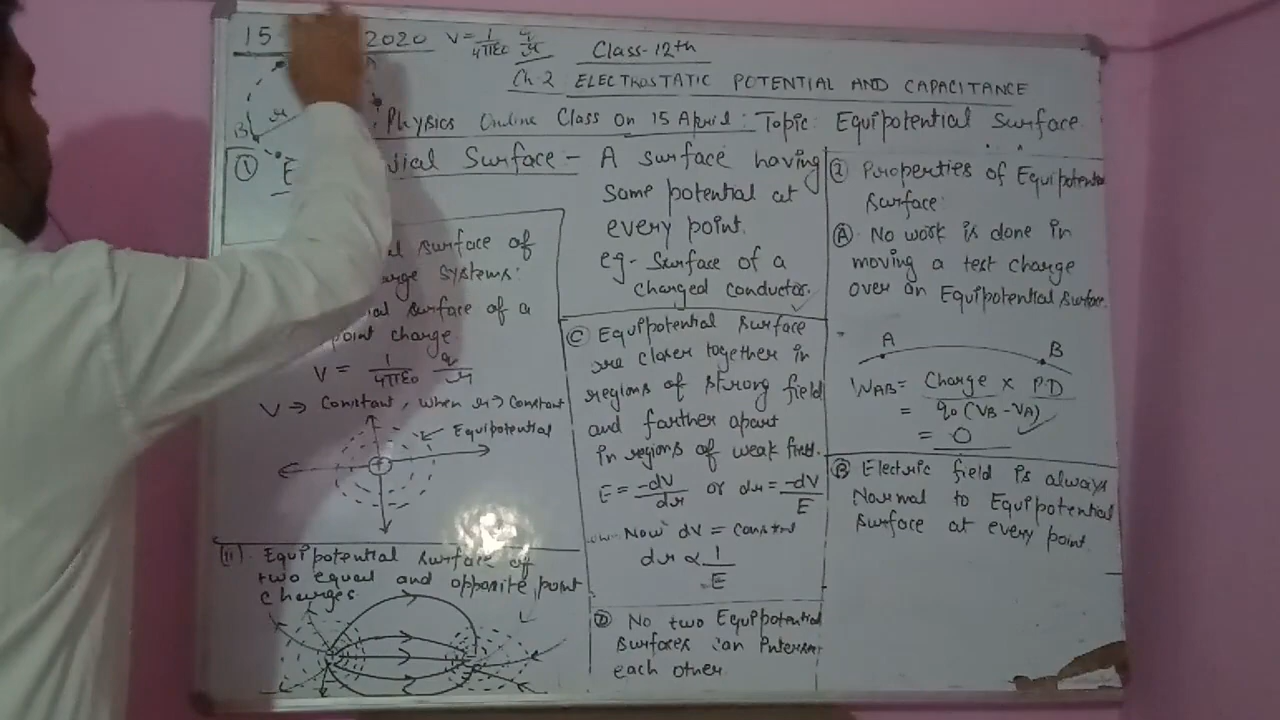 15 2020 V = 1/4πε0 q/r
Class-12th
Ch-2 ELECTROSTATIC POTENTIAL AND CAPACITANCE
Physics Online Class on 15 April: Topic: Equipotential Surface
r
B
① E
Surface - A surface having
same potential at
every point.
eg- Surface of a
charged conductor.
surface of
Systems:
surface of a
point charge
V = 1/4πε0 q/r
V → Constant, when r → Constant
Equipotential
+
(ii). Equipotential surface of
two equal and opposite point
charges
Ⓒ Equipotential surface
are closer together in
regions of strong field
and farther apart
in regions of weak field.
E = -dV/dr or dr = -dV/E
Now dV = constant
dr ∝ 1/E
Ⓓ No two Equipotential
surfaces can intersect
each other
② Properties of Equipotential
surface:
Ⓐ No work is done in
moving a test charge
over an Equipotential surface.
A B
WAB = Charge × PD
= q0 (VB - VA)
= 0
Ⓑ Electric field is always
Normal to Equipotential
surface at every point.